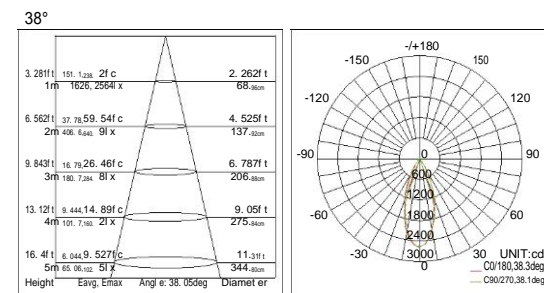 38°
3. 281ft 151. 1,238. 2fc 2. 262ft
1m 1626, 2564lx 68.96cm
6. 562ft 37. 78,59. 54fc 4. 525ft
2m 406. 6,640. 9lx 137.92cm
9. 843ft 16. 79,26. 46fc 6. 787ft
3m 180. 7,284. 8lx 206.88cm
13. 12ft 9. 444,14. 89fc 9. 05ft
4m 101. 7,160. 2lx 275.84cm
16. 4ft 6. 044,9. 527fc 11.31ft
5m 65. 06,102. 5lx 344.80cm
Height Eavg, Emax Angle: 38. 05deg Diameter
-/+180
-150 150
-120 120
-90 0 90
600
1200
-60 1800 60
2400
-30 3000 30 UNIT:cd
0 C0/180,38.3deg
C90/270,38.1deg